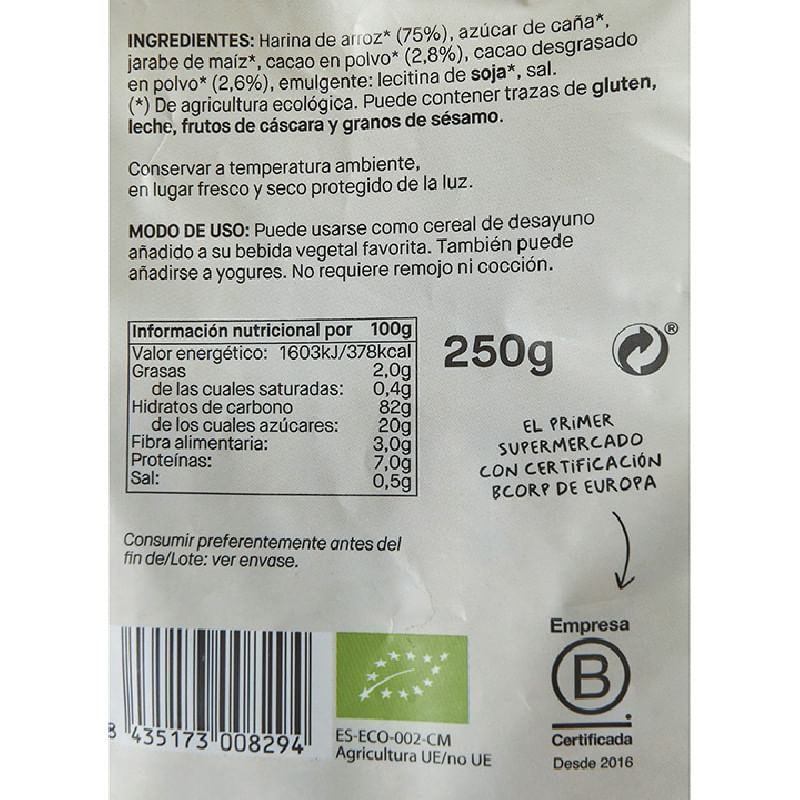 INGREDIENTES: Harina de arroz* (75%), azúcar de caña*,
jarabe de maíz*, cacao en polvo* (2,8%), cacao desgrasado
en polvo* (2,6%), emulgente: lecitina de soja*, sal.
(*) De agricultura ecológica. Puede contener trazas de gluten,
leche, frutos de cáscara y granos de sésamo.
Conservar a temperatura ambiente,
en lugar fresco y seco protegido de la luz.
MODO DE USO: Puede usarse como cereal de desayuno
añadido a su bebida vegetal favorita. También puede
añadirse a yogures. No requiere remojo ni cocción.
Información nutricional por 100g
Valor energético: 1603kJ/378kcal
Grasas 2,0g
de las cuales saturadas: 0,4g
Hidratos de carbono 82g
de los cuales azúcares: 20g
Fibra alimentaria: 3,0g
Proteínas: 7,0g
Sal: 0,5g
250g
®
EL PRIMER
SUPERMERCADO
CON CERTIFICACIÓN
BCORP DE EUROPA
Consumir preferentemente antes del
fin de/Lote: ver envase.
8 435173 008294
ES-ECO-002-CM
Agricultura UE/no UE
Empresa
B
Certificada
Desde 2016